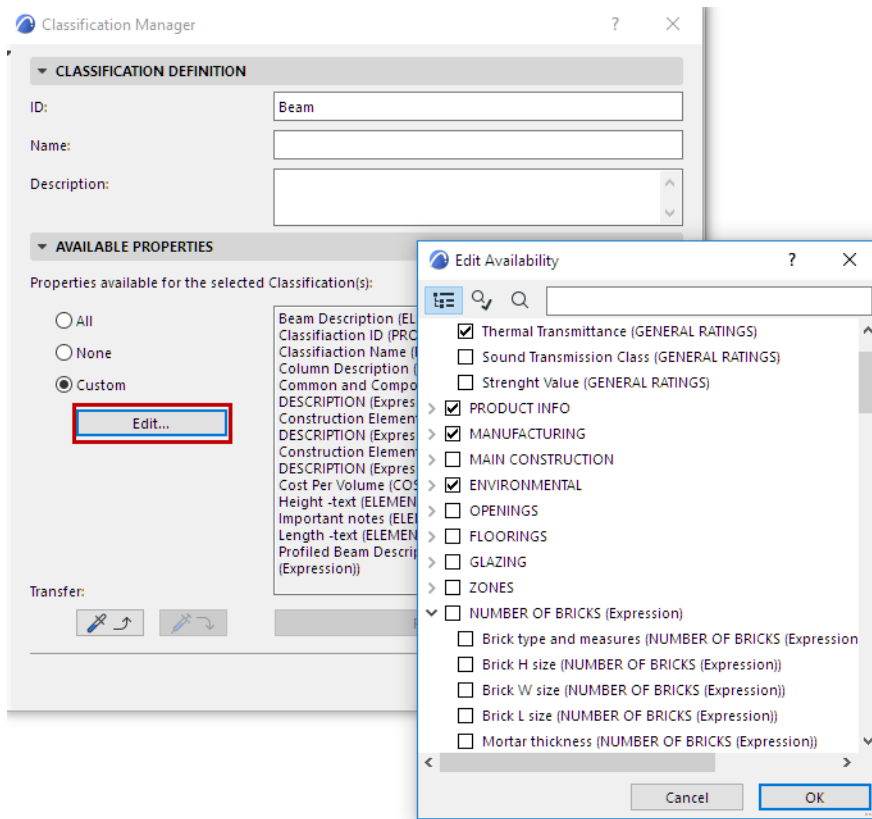 Classification Manager
?
CLASSIFICATION DEFINITION
ID:
Beam
Name:
Description:
AVAILABLE PROPERTIES
Properties available for the selected Classification(s):
All
None
Custom
Edit...
Beam Description (EL
Classifiaction ID (PRO
Classifiaction Name (
Column Description (
Common and Compo
DESCRIPTION (Expres
Construction Elemen
DESCRIPTION (Expres
Construction Elemen
DESCRIPTION (Expres
Cost Per Volume (COS
Height -text (ELEMEN
Important notes (ELE
Length -text (ELEMEN
Profiled Beam Descrip
(Expression))
Transfer:
Edit Availability
?
Thermal Transmittance (GENERAL RATINGS)
Sound Transmission Class (GENERAL RATINGS)
Strenght Value (GENERAL RATINGS)
PRODUCT INFO
MANUFACTURING
MAIN CONSTRUCTION
ENVIRONMENTAL
OPENINGS
FLOORINGS
GLAZING
ZONES
NUMBER OF BRICKS (Expression)
Brick type and measures (NUMBER OF BRICKS (Expression
Brick H size (NUMBER OF BRICKS (Expression))
Brick W size (NUMBER OF BRICKS (Expression))
Brick L size (NUMBER OF BRICKS (Expression))
Mortar thickness (NUMBER OF BRICKS (Expression))
Cancel
OK